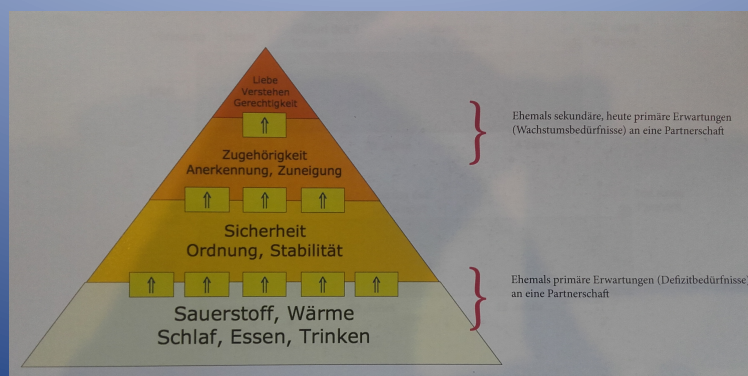 Liebe
Verstehen
Gerechtigkeit
Zugehörigkeit
Anerkennung, Zuneigung
Sicherheit
Ordnung, Stabilität
Sauerstoff, Wärme
Schlaf, Essen, Trinken
Ehemals sekundäre, heute primäre Erwartungen
(Wachstumsbedürfnisse) an eine Partnerschaft
Ehemals primäre Erwartungen (Defizitbedürfnisse)
an eine Partnerschaft